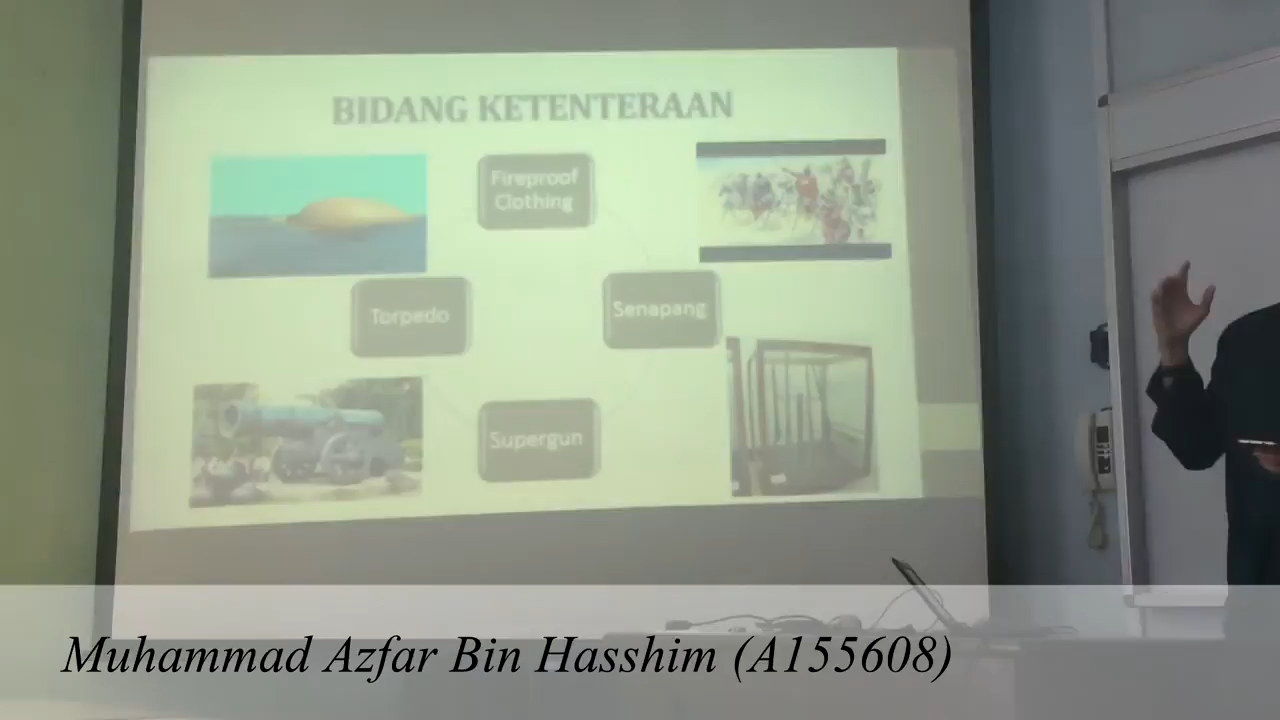 BIDANG KETENTERAAN
Fireproof
Clothing
Torpedo
Senapang
Supergun
Muhammad Azfar Bin Hasshim (A155608)